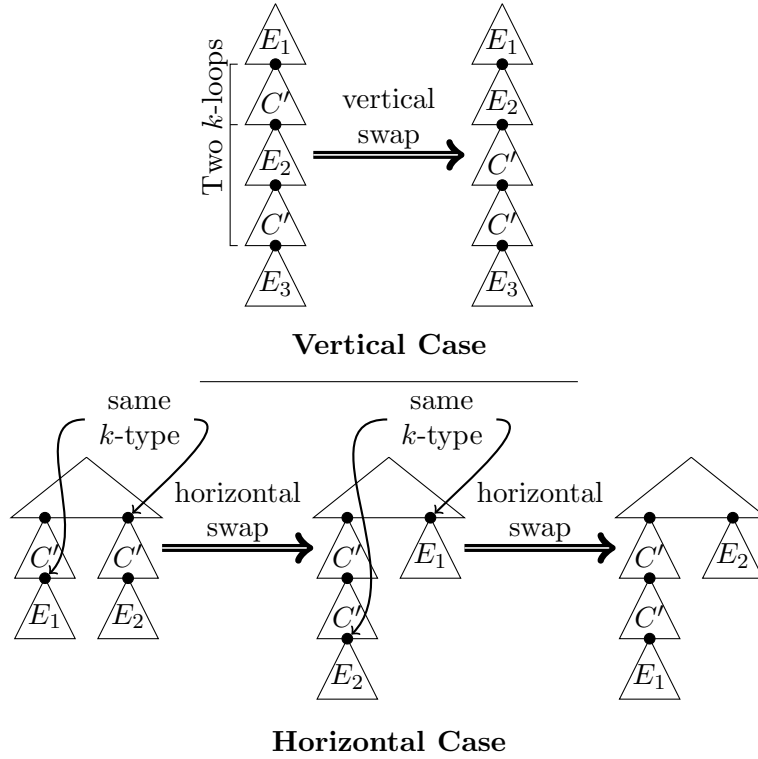 E₁
E₁
Two k-loops
C′
vertical
swap
E₂
E₂
C′
C′
C′
E₃
E₃
Vertical Case
same
k-type
same
k-type
horizontal
swap
horizontal
swap
C′
C′
C′
E₁
C′
E₂
E₁
E₂
C′
C′
E₂
E₁
Horizontal Case